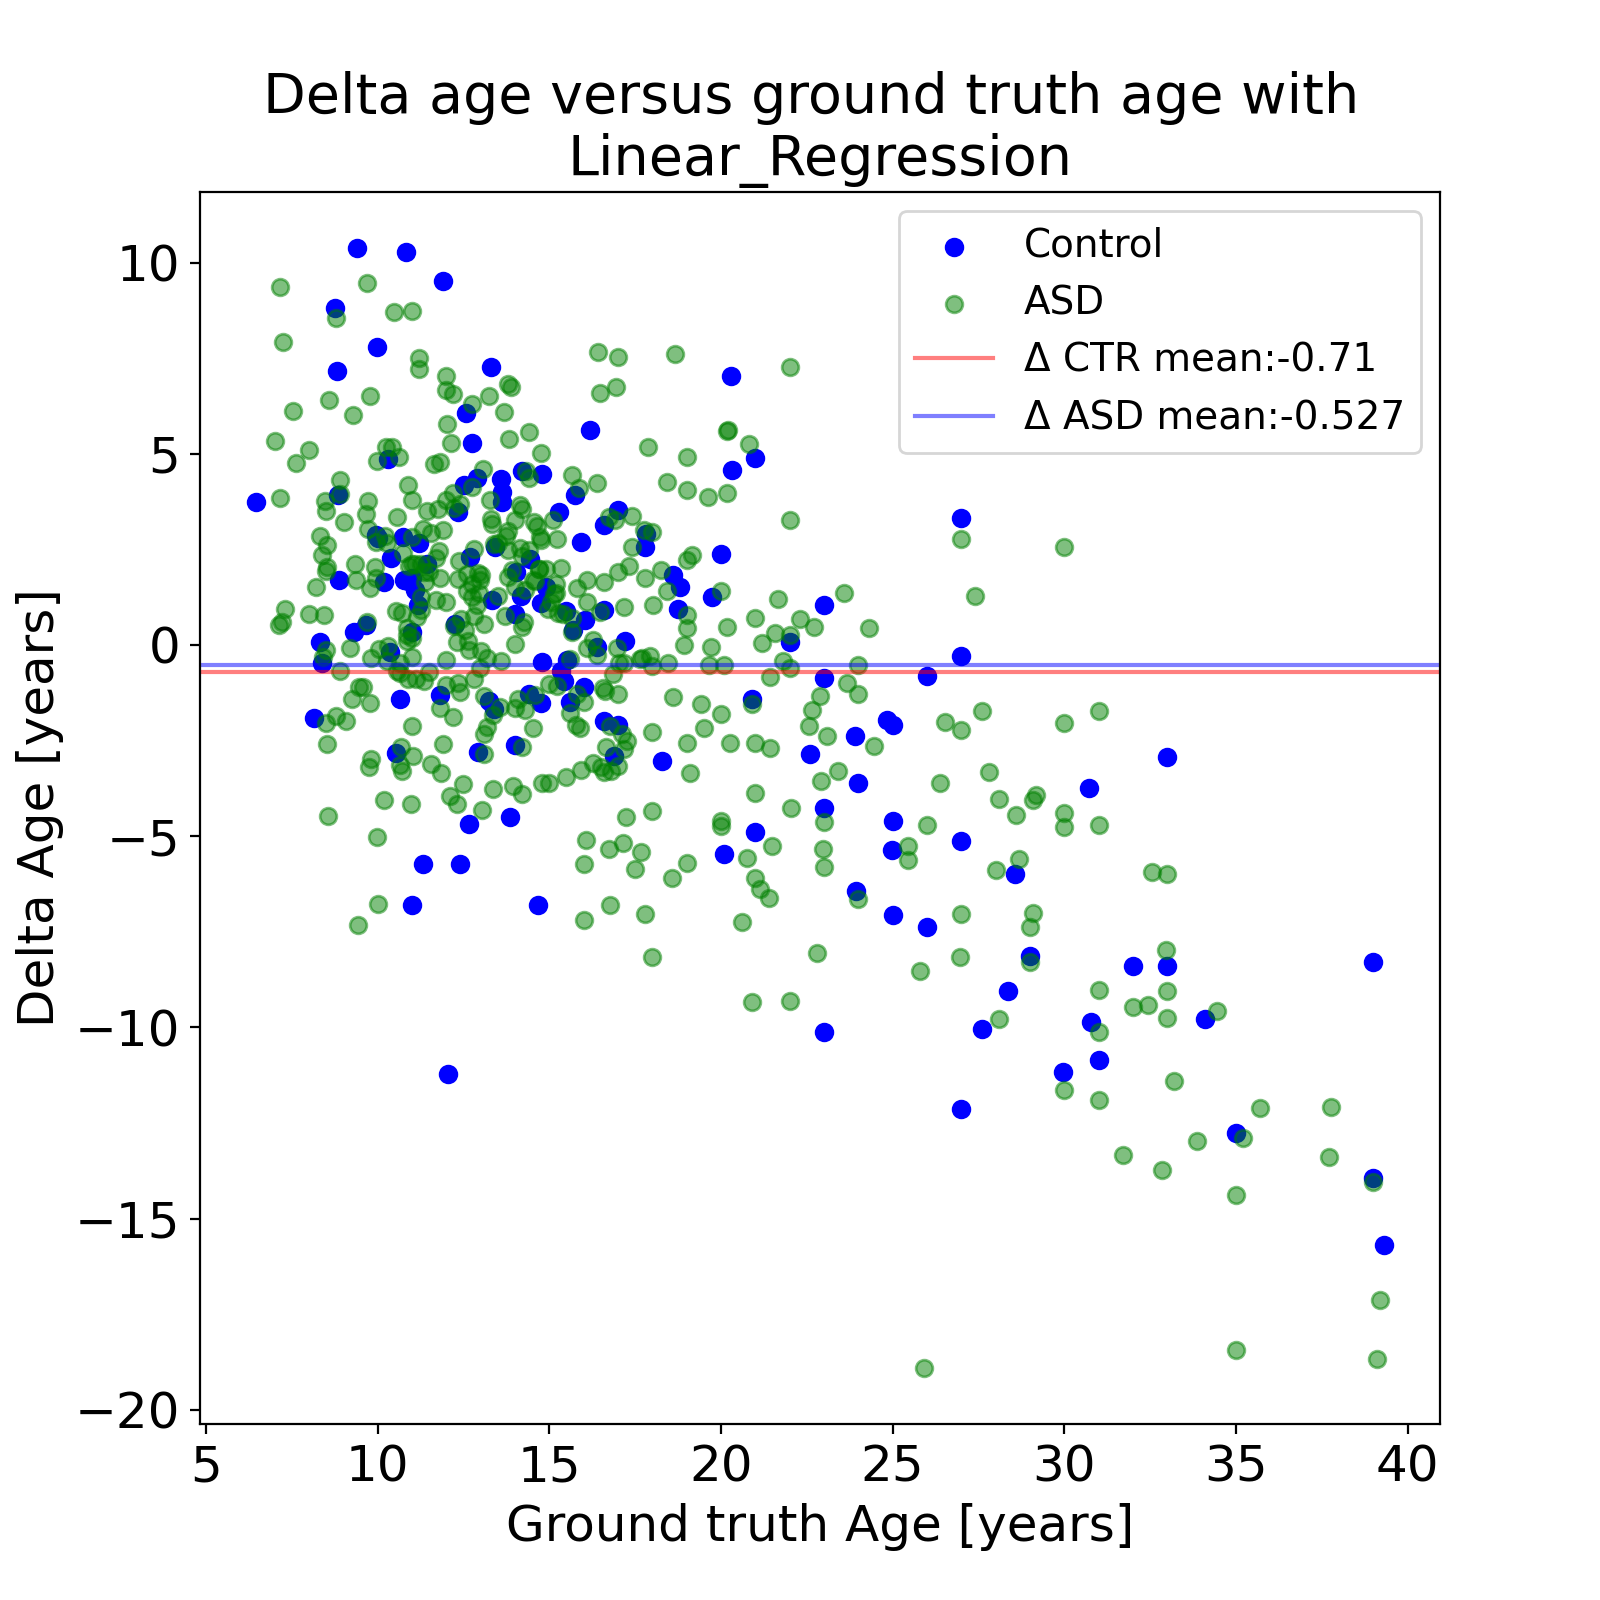 Delta age versus ground truth age with
Linear_Regression
Control
ASD
Δ CTR mean:-0.71
Δ ASD mean:-0.527
10
5
0
−5
−10
−15
−20
Delta Age [years]
5 10 15 20 25 30 35 40
Ground truth Age [years]